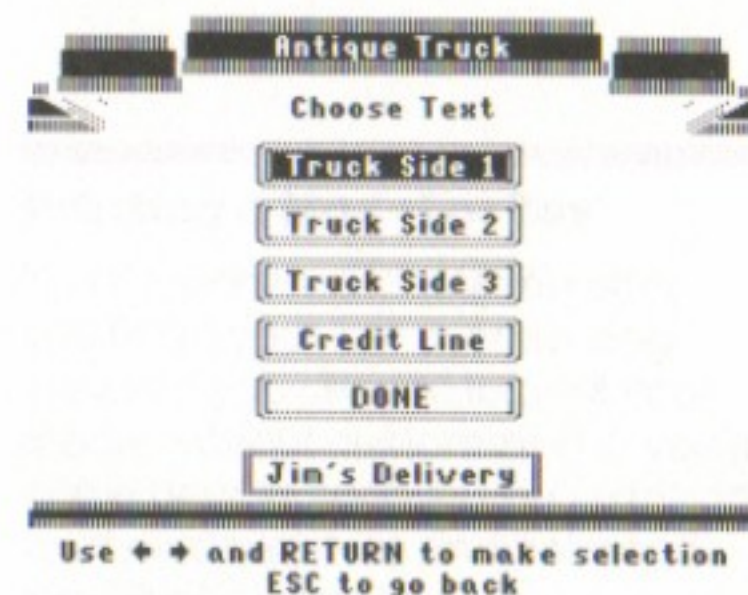 Antique Truck
Choose Text
Truck Side 1
Truck Side 2
Truck Side 3
Credit Line
DONE
Jim's Delivery
Use ← → and RETURN to make selection
ESC to go back